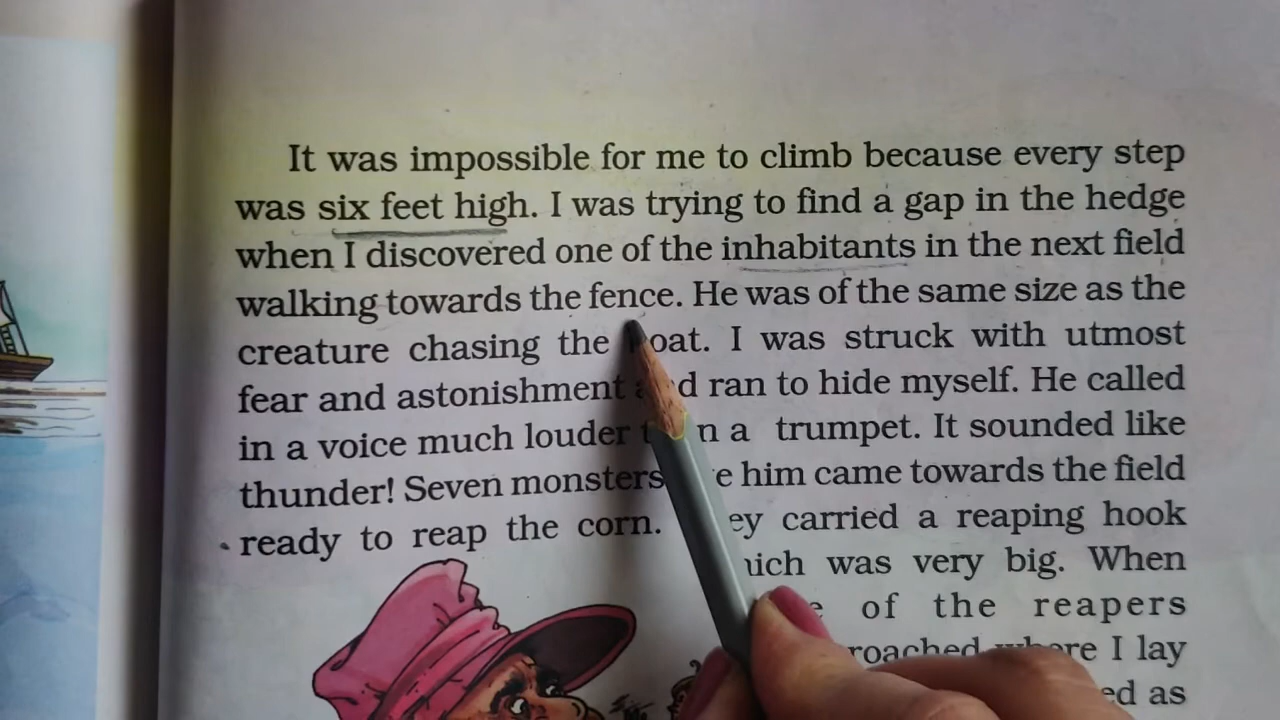 It was impossible for me to climb because every step
was six feet high. I was trying to find a gap in the hedge
when I discovered one of the inhabitants in the next field
walking towards the fence. He was of the same size as the
creature chasing the oat. I was struck with utmost
fear and astonishment d ran to hide myself. He called
in a voice much louder t n a trumpet. It sounded like
thunder! Seven monsters e him came towards the field
ready to reap the corn. ey carried a reaping hook
ich was very big. When
e of the reapers
roached where I lay
ed as